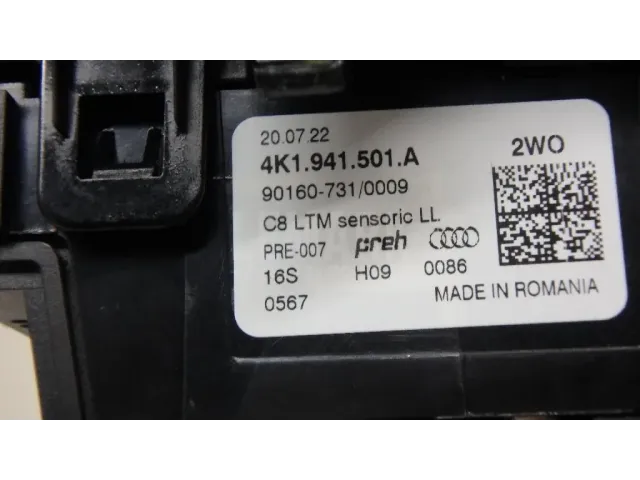 20.07.22
2WO
4K1.941.501.A
90160-731/0009
C8 LTM sensoric LL
PRE-007 preh
16S H09 0086
0567 MADE IN ROMANIA